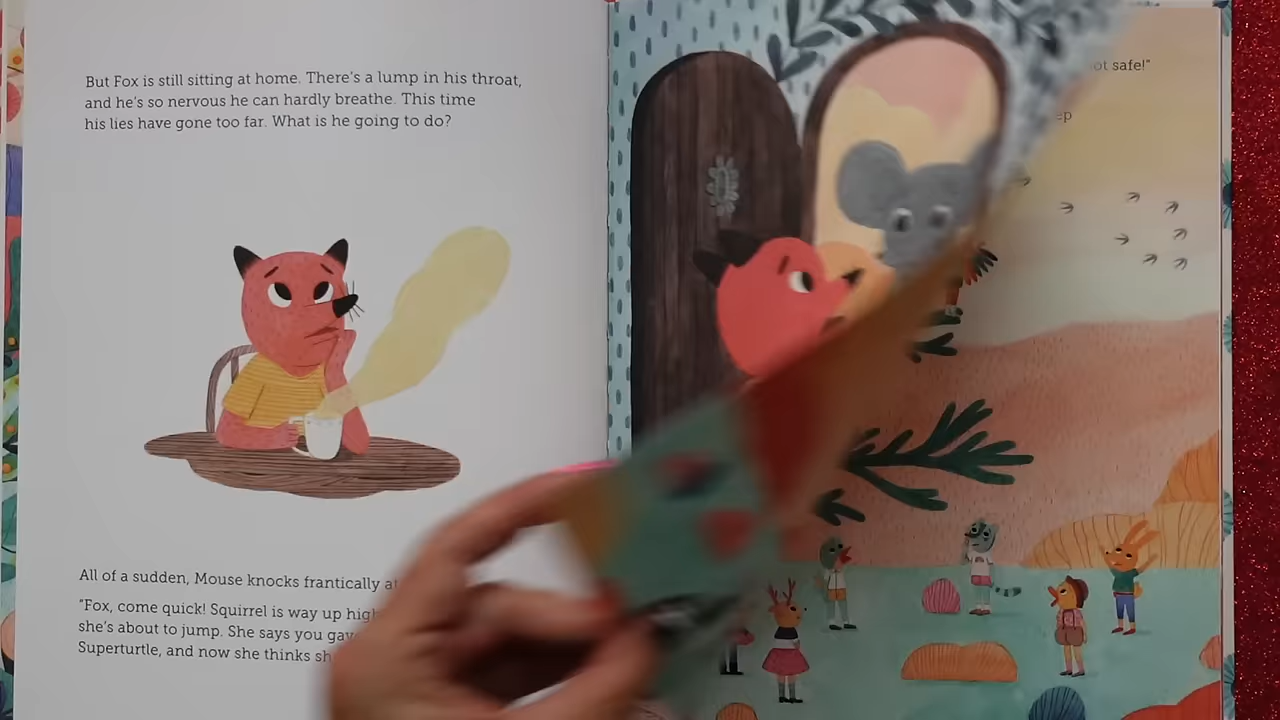 But Fox is still sitting at home. There's a lump in his throat,
and he's so nervous he can hardly breathe. This time
his lies have gone too far. What is he going to do?
All of a sudden, Mouse knocks frantically at
"Fox, come quick! Squirrel is way up high
she's about to jump. She says you gave
Superturtle, and now she thinks
safe!"